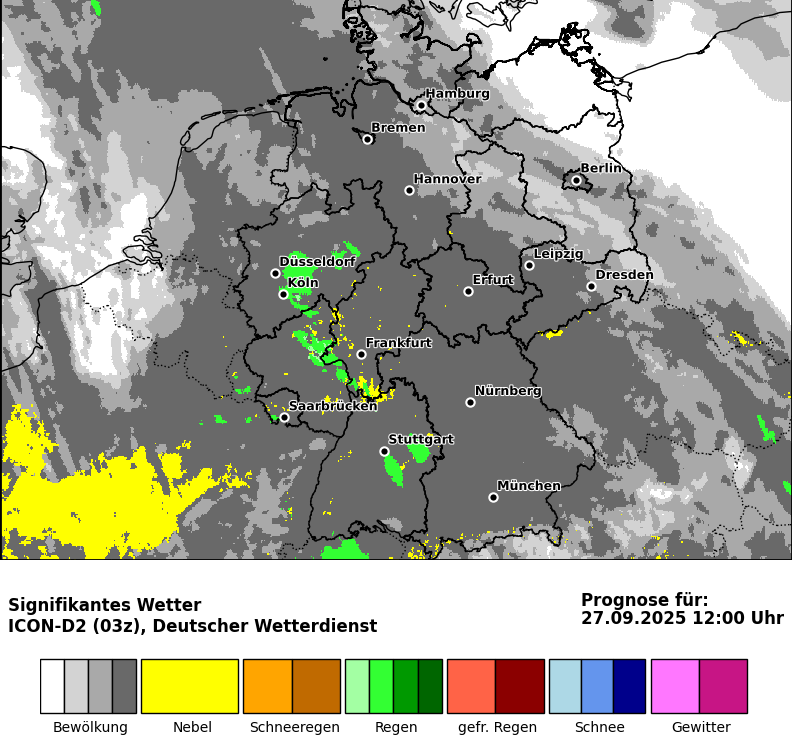 Hamburg
Bremen
Berlin
Hannover
Düsseldorf
Leipzig
Köln
Erfurt
Dresden
Frankfurt
Nürnberg
Saarbrücken
Stuttgart
München
Signifikantes Wetter
ICON-D2 (03z), Deutscher Wetterdienst
Prognose für:
27.09.2025 12:00 Uhr
Bewölkung
Nebel
Schneeregen
Regen
gefr. Regen
Schnee
Gewitter